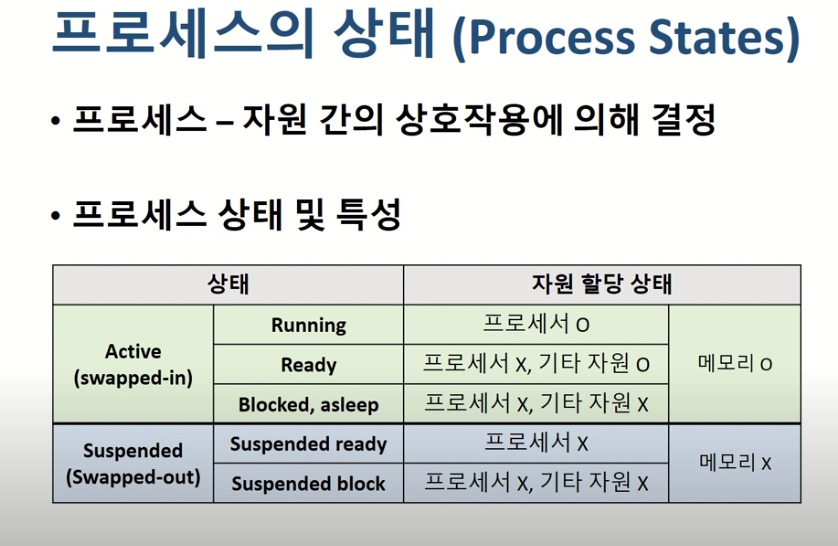 프로세스의 상태 (Process States)
• 프로세스 – 자원 간의 상호작용에 의해 결정
• 프로세스 상태 및 특성
상태 자원 할당 상태
Active
(swapped-in)
Running 프로세서 O
Ready 프로세서 X, 기타 자원 O
Blocked, asleep 프로세서 X, 기타 자원 X
메모리 O
Suspended
(Swapped-out)
Suspended ready 프로세서 X
Suspended block 프로세서 X, 기타 자원 X
메모리 X